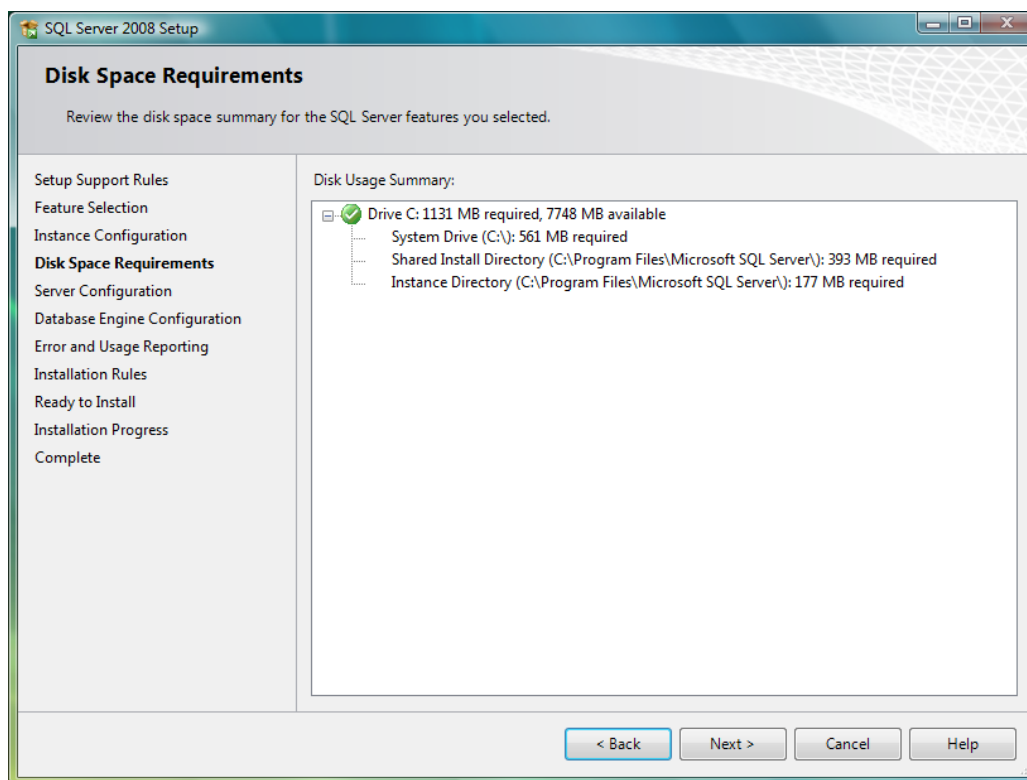 SQL Server 2008 Setup
Disk Space Requirements
Review the disk space summary for the SQL Server features you selected.
Setup Support Rules
Feature Selection
Instance Configuration
Disk Space Requirements
Server Configuration
Database Engine Configuration
Error and Usage Reporting
Installation Rules
Ready to Install
Installation Progress
Complete
Disk Usage Summary:
Drive C: 1131 MB required, 7748 MB available
System Drive (C:\): 561 MB required
Shared Install Directory (C:\Program Files\Microsoft SQL Server\): 393 MB required
Instance Directory (C:\Program Files\Microsoft SQL Server\): 177 MB required
< Back Next > Cancel Help